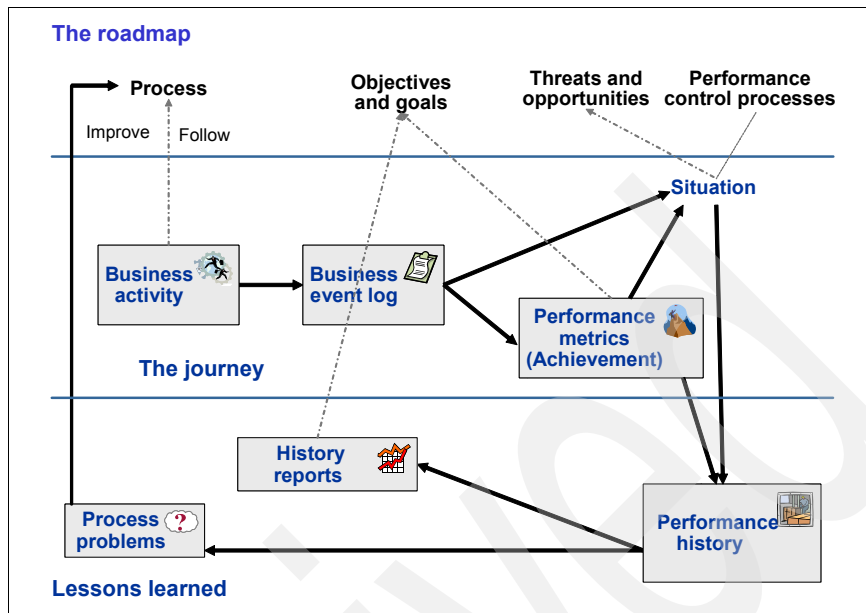 The roadmap
Process
Objectives
and goals
Threats and
opportunities
Performance
control processes
Improve
Follow
Situation
Business
activity
Business
event log
Performance
metrics
(Achievement)
The journey
History
reports
Process
problems
?
Performance
history
Lessons learned